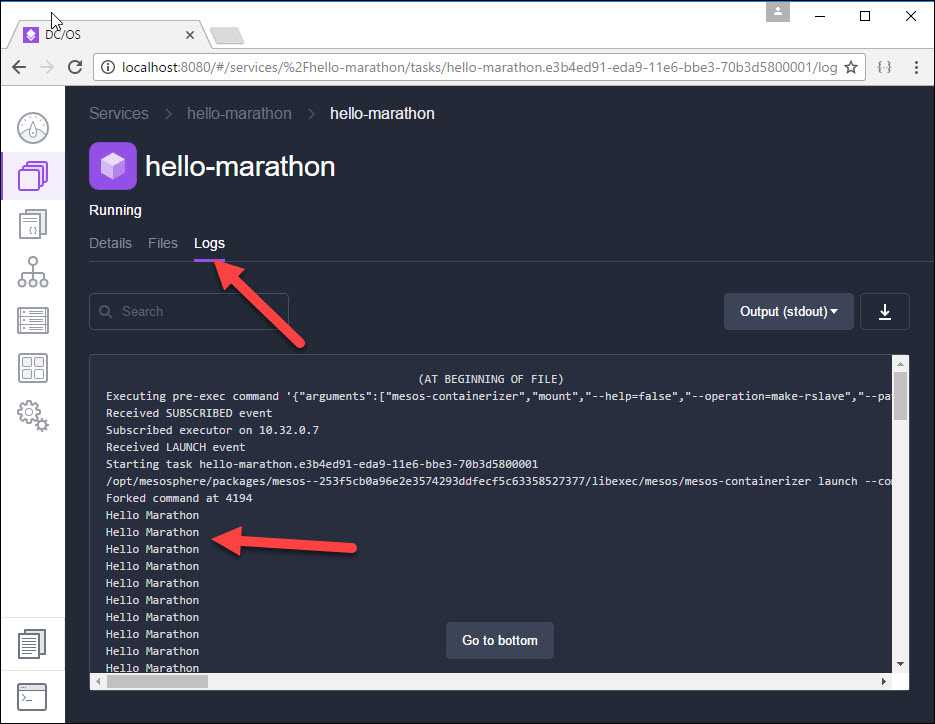 DC/OS
localhost:8080/#/services/%2Fhello-marathon/tasks/hello-marathon.e3b4ed91-eda9-11e6-bbe3-70b3d5800001/log
Services > hello-marathon > hello-marathon
hello-marathon
Running
Details Files Logs
Search
Output (stdout)
(AT BEGINNING OF FILE)
Executing pre-exec command '{"arguments":["mesos-containerizer","mount","--help=false","--operation=make-rslave","--pa
Received SUBSCRIBED event
Subscribed executor on 10.32.0.7
Received LAUNCH event
Starting task hello-marathon.e3b4ed91-eda9-11e6-bbe3-70b3d5800001
/opt/mesosphere/packages/mesos--253f5cb0a96e2e3574293ddfecf5c63358527377/libexec/mesos/mesos-containerizer launch --com
Forked command at 4194
Hello Marathon
Hello Marathon
Hello Marathon
Hello Marathon
Hello Marathon
Hello Marathon
Hello Marathon
Hello Marathon
Hello Marathon
Hello Marathon
Go to bottom